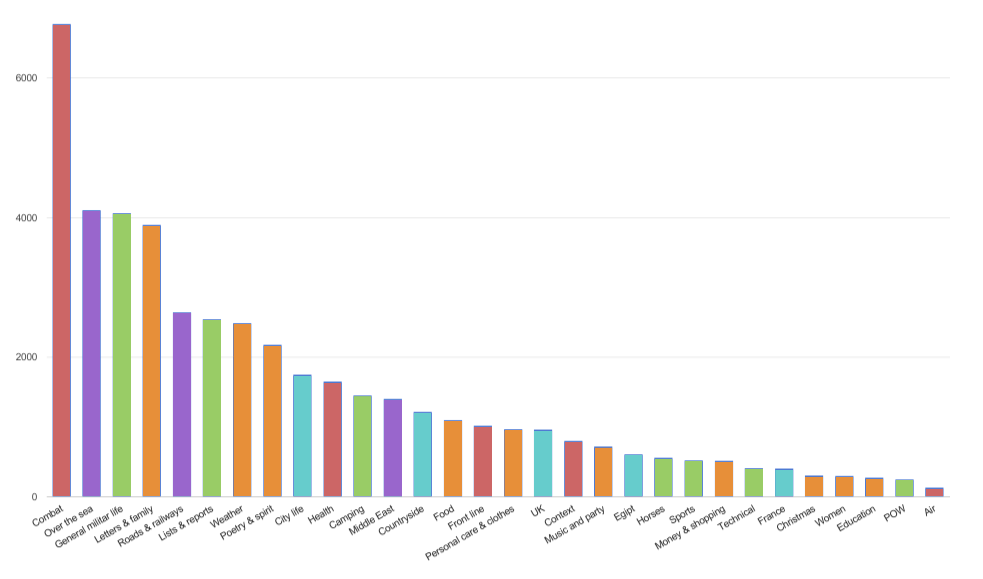 6000
4000
2000
0
Combat
Over the sea
General militar life
Letters & family
Roads & railways
Lists & reports
Weather
Poetry & spirit
City life
Health
Camping
Middle East
Countryside
Food
Front line
Personal care & clothes
UK
Context
Music and party
Egipt
Horses
Sports
Money & shopping
Technical
France
Christmas
Women
Education
POW
Air